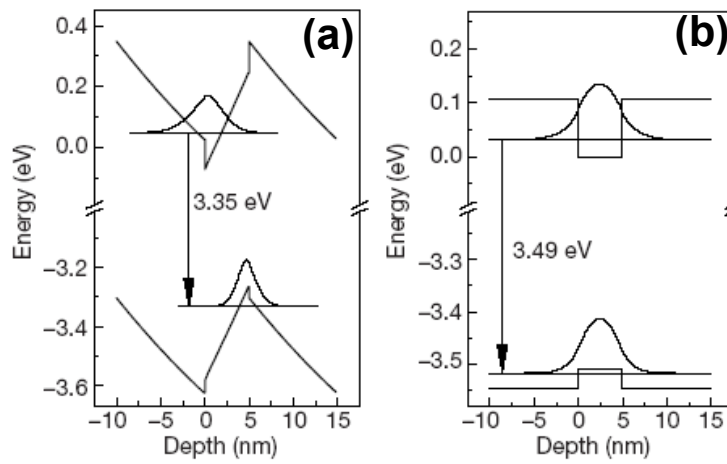 (a)
Energy (eV)
0.4
0.2
0.0
−3.2
−3.4
−3.6
3.35 eV
−10 −5 0 5 10 15
Depth (nm)
(b)
Energy (eV)
0.2
0.1
0.0
−3.3
−3.4
−3.5
3.49 eV
−10 −5 0 5 10 15
Depth (nm)